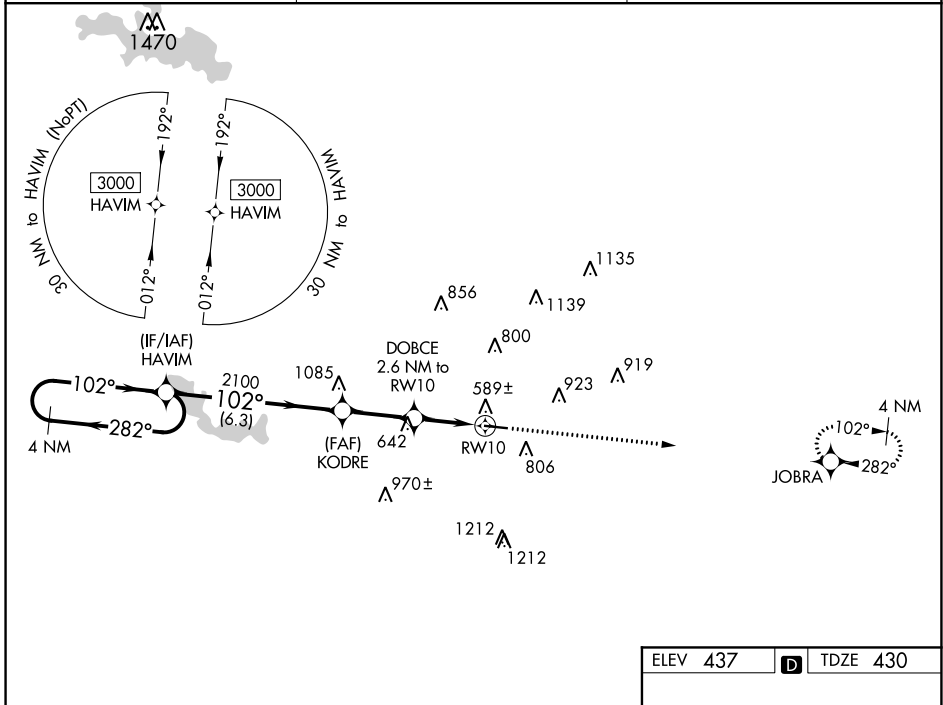 1470
30 NM to HAVIM (NoPT)
192°
3000
HAVIM
012°
192°
3000
HAVIM
012°
30 NM to HAVIM
1135
856
1139
(IF/IAF)
HAVIM
DOBCE
2.6 NM to
RW10
800
1085
919
102°
2100
102°
(6.3)
589±
923
4 NM
282°
4 NM
(FAF)
KODRE
642
RW10
806
102°
282°
JOBRA
970±
1212
1212
ELEV 437 D TDZE 430